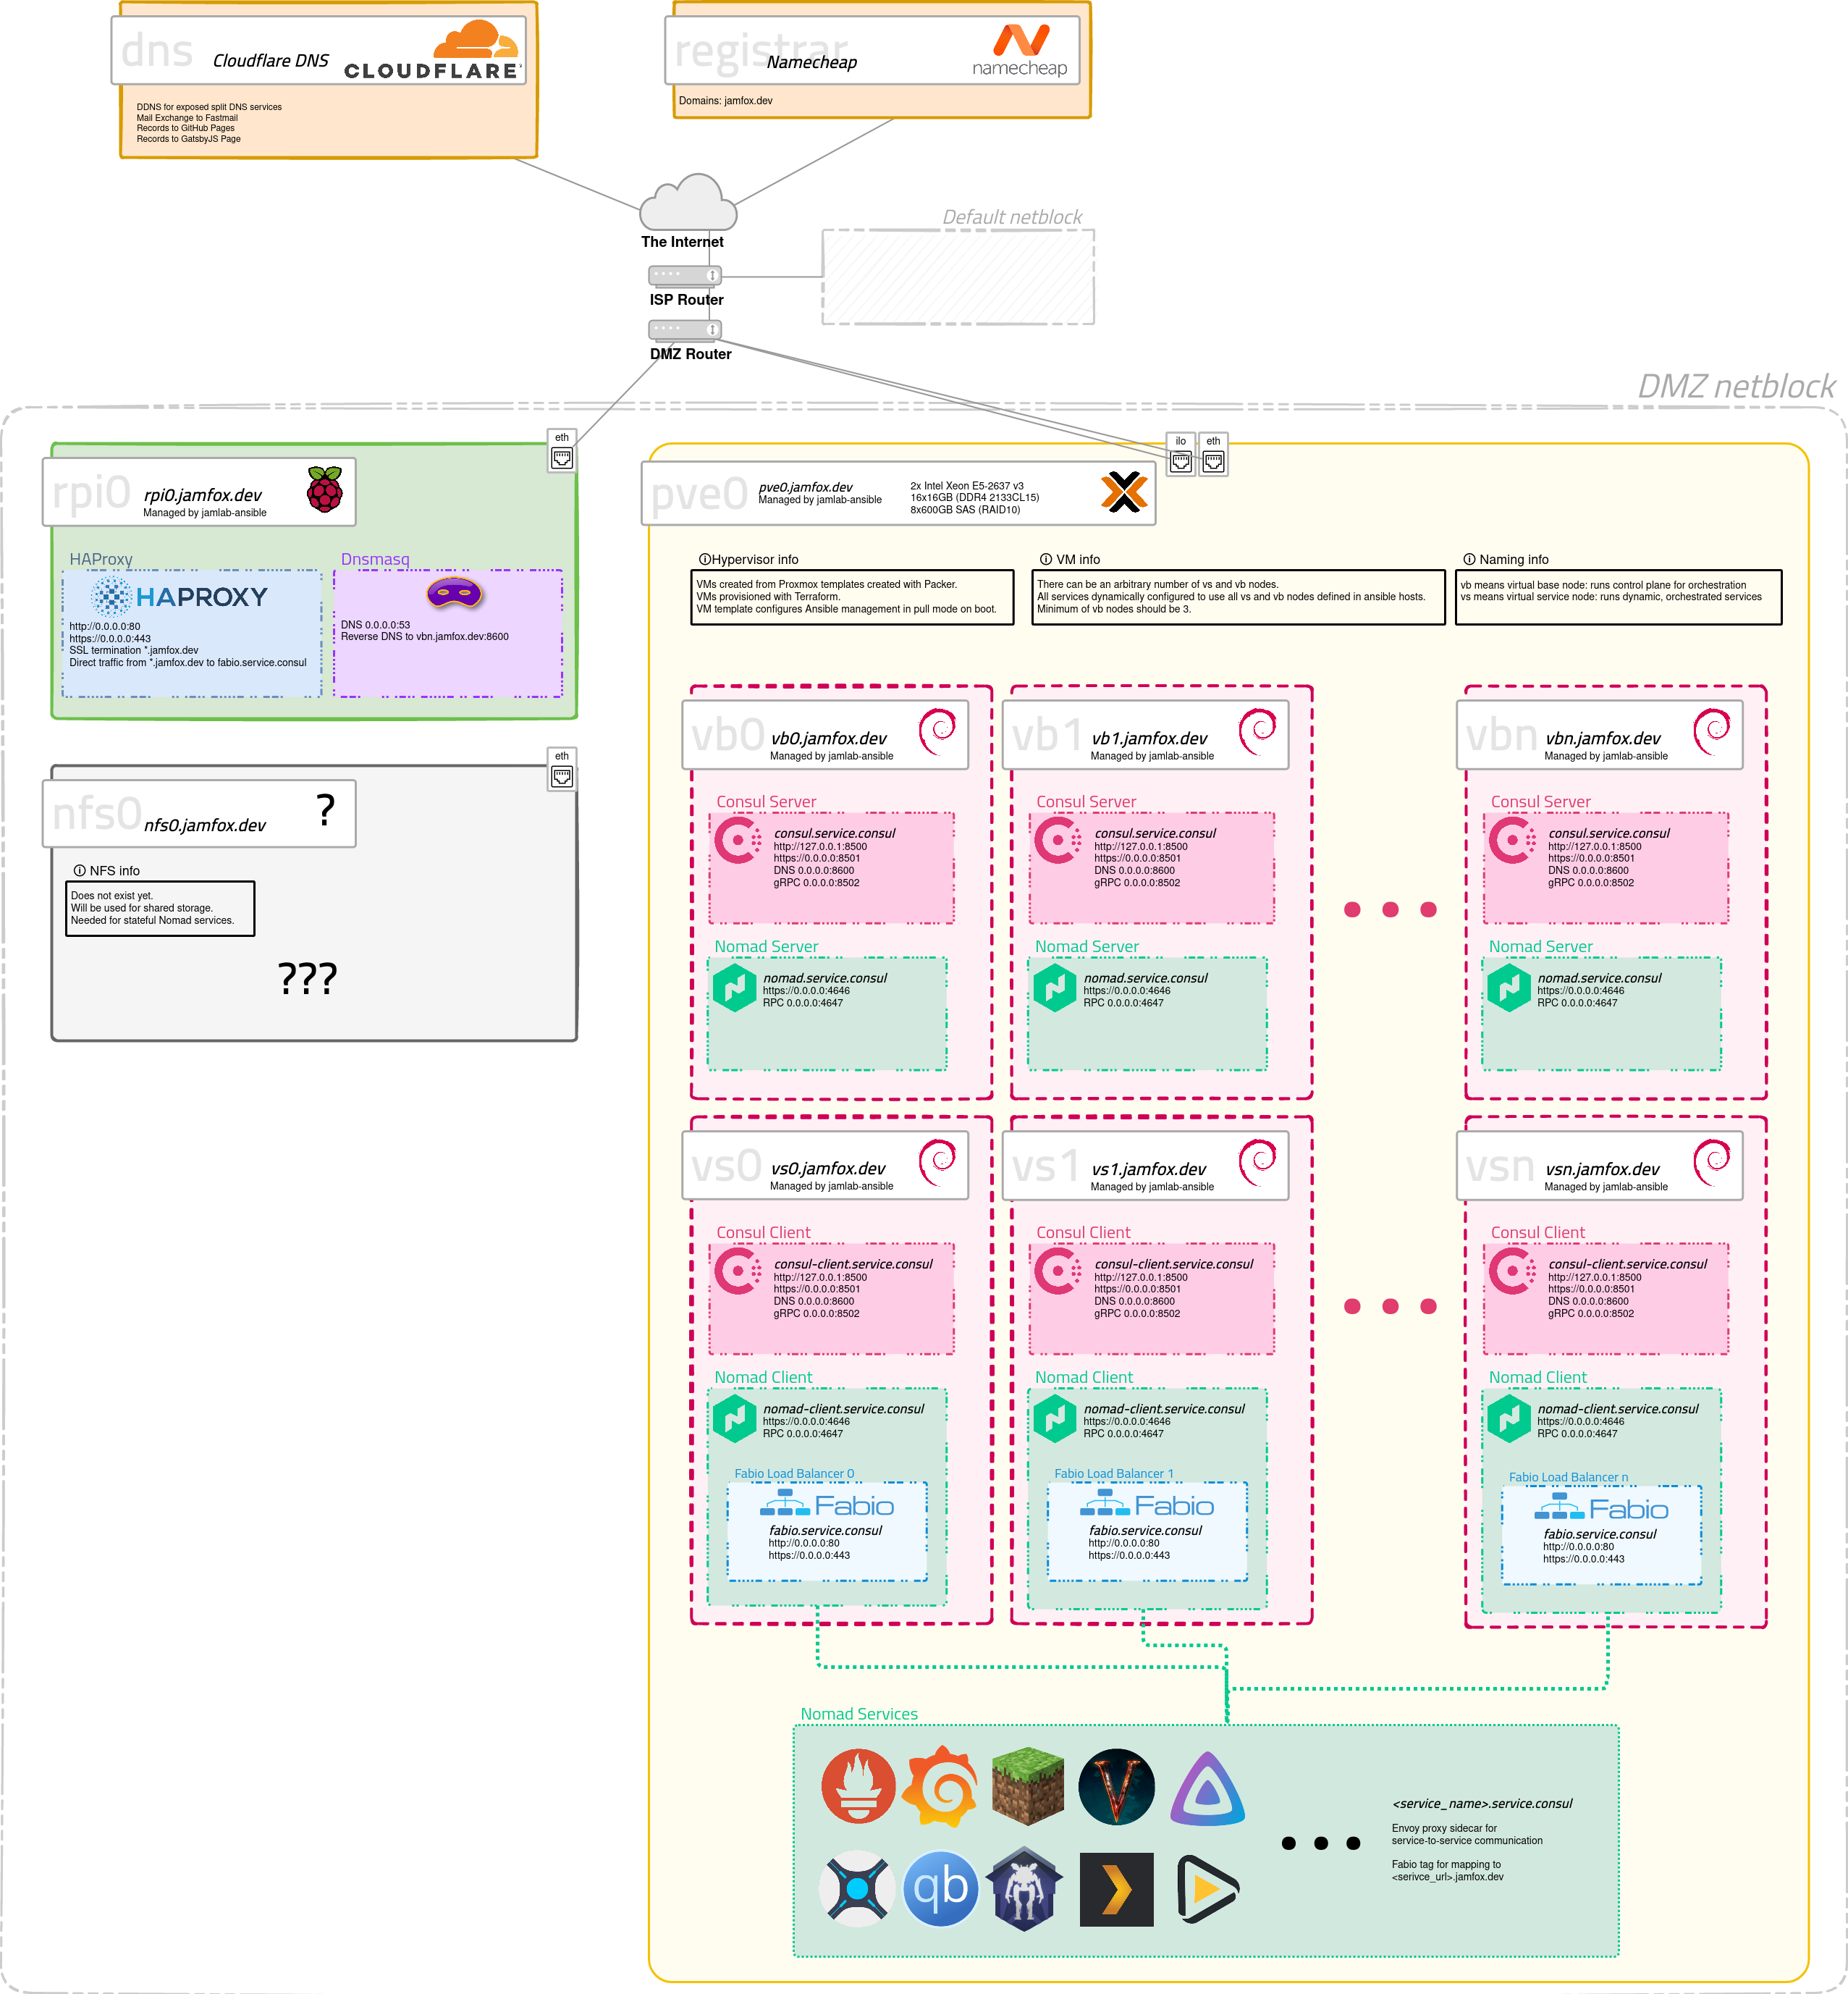 dns
Cloudflare DNS
CLOUDFLARE
DDNS for exposed split DNS services
Mail Exchange to Fastmail
Records to GitHub Pages
Records to GatsbyJS Page
registrar
Namecheap
namecheap
Domains: jamfox.dev
The Internet
Default netblock
ISP Router
DMZ Router
DMZ netblock
eth
rpi0
rpi0.jamfox.dev
Managed by jamlab-ansible
HAProxy
HAPROXY
http://0.0.0.0:80
https://0.0.0.0:443
SSL termination *.jamfox.dev
Direct traffic from *.jamfox.dev to fabio.service.consul
Dnsmasq
DNS 0.0.0.0:53
Reverse DNS to vbn.jamfox.dev:8600
eth
nfs0
nfs0.jamfox.dev
?
NFS info
Does not exist yet.
Will be used for shared storage.
Needed for stateful Nomad services.
???
ilo
eth
pve0
pve0.jamfox.dev
Managed by jamlab-ansible
2x Intel Xeon E5-2637 v3
16x16GB (DDR4 2133CL15)
8x600GB SAS (RAID10)
Hypervisor info
VMs created from Proxmox templates created with Packer.
VMs provisioned with Terraform.
VM template configures Ansible management in pull mode on boot.
VM info
There can be an arbitrary number of vs and vb nodes.
All services dynamically configured to use all vs and vb nodes defined in ansible hosts.
Minimum of vb nodes should be 3.
Naming info
vb means virtual base node: runs control plane for orchestration
vs means virtual service node: runs dynamic, orchestrated services
vb0
vb0.jamfox.dev
Managed by jamlab-ansible
Consul Server
consul.service.consul
http://127.0.0.1:8500
https://0.0.0.0:8501
DNS 0.0.0.0:8600
gRPC 0.0.0.0:8502
Nomad Server
nomad.service.consul
https://0.0.0.0:4646
RPC 0.0.0.0:4647
vb1
vb1.jamfox.dev
Managed by jamlab-ansible
Consul Server
consul.service.consul
http://127.0.0.1:8500
https://0.0.0.0:8501
DNS 0.0.0.0:8600
gRPC 0.0.0.0:8502
Nomad Server
nomad.service.consul
https://0.0.0.0:4646
RPC 0.0.0.0:4647
vbn
vbn.jamfox.dev
Managed by jamlab-ansible
Consul Server
consul.service.consul
http://127.0.0.1:8500
https://0.0.0.0:8501
DNS 0.0.0.0:8600
gRPC 0.0.0.0:8502
Nomad Server
nomad.service.consul
https://0.0.0.0:4646
RPC 0.0.0.0:4647
vs0
vs0.jamfox.dev
Managed by jamlab-ansible
Consul Client
consul-client.service.consul
http://127.0.0.1:8500
https://0.0.0.0:8501
DNS 0.0.0.0:8600
gRPC 0.0.0.0:8502
Nomad Client
nomad-client.service.consul
https://0.0.0.0:4646
RPC 0.0.0.0:4647
Fabio Load Balancer 0
Fabio
fabio.service.consul
http://0.0.0.0:80
https://0.0.0.0:443
vs1
vs1.jamfox.dev
Managed by jamlab-ansible
Consul Client
consul-client.service.consul
http://127.0.0.1:8500
https://0.0.0.0:8501
DNS 0.0.0.0:8600
gRPC 0.0.0.0:8502
Nomad Client
nomad-client.service.consul
https://0.0.0.0:4646
RPC 0.0.0.0:4647
Fabio Load Balancer 1
Fabio
fabio.service.consul
http://0.0.0.0:80
https://0.0.0.0:443
vsn
vsn.jamfox.dev
Managed by jamlab-ansible
Consul Client
consul-client.service.consul
http://127.0.0.1:8500
https://0.0.0.0:8501
DNS 0.0.0.0:8600
gRPC 0.0.0.0:8502
Nomad Client
nomad-client.service.consul
https://0.0.0.0:4646
RPC 0.0.0.0:4647
Fabio Load Balancer n
Fabio
fabio.service.consul
http://0.0.0.0:80
https://0.0.0.0:443
Nomad Services
V
qb
<service_name>.service.consul
Envoy proxy sidecar for
service-to-service communication
Fabio tag for mapping to
<serivce_url>.jamfox.dev